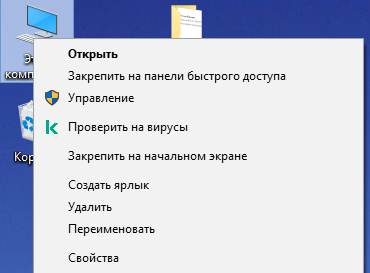 Открыть
Закрепить на панели быстрого доступа
Управление
Проверить на вирусы
Закрепить на начальном экране
Создать ярлык
Удалить
Переименовать
Свойства